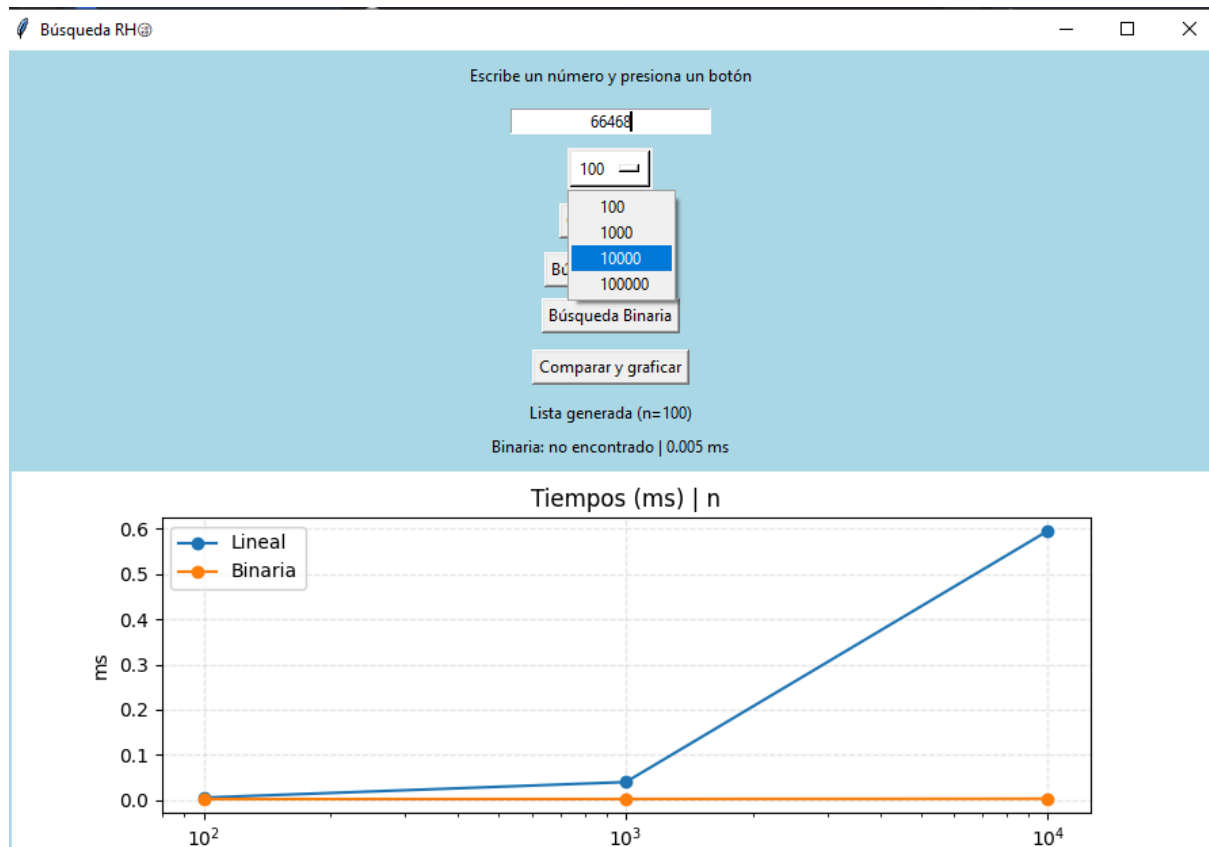 Búsqueda RH
Escribe un número y presiona un botón
66468
100
100
1000
10000
100000
Bú
Búsqueda Binaria
Comparar y graficar
Lista generada (n=100)
Binaria: no encontrado | 0.005 ms
Tiempos (ms) | n
0.6
0.5
0.4
0.3
0.2
0.1
0.0
ms
Lineal
Binaria
10² 10³ 10⁴